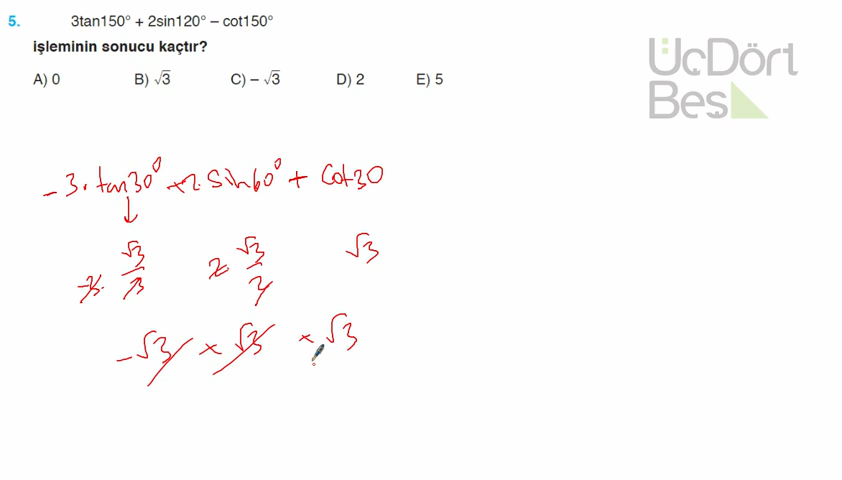 5. 3tan150° + 2sin120° – cot150°
işleminin sonucu kaçtır?
A) 0 B) √3 C) – √3 D) 2 E) 5
ÜçDört
Beş
- 3. tan30° +2. Sin60° + Cot30
-3 √3/3 2 √3/2 √3
-√3 + √3 + √3